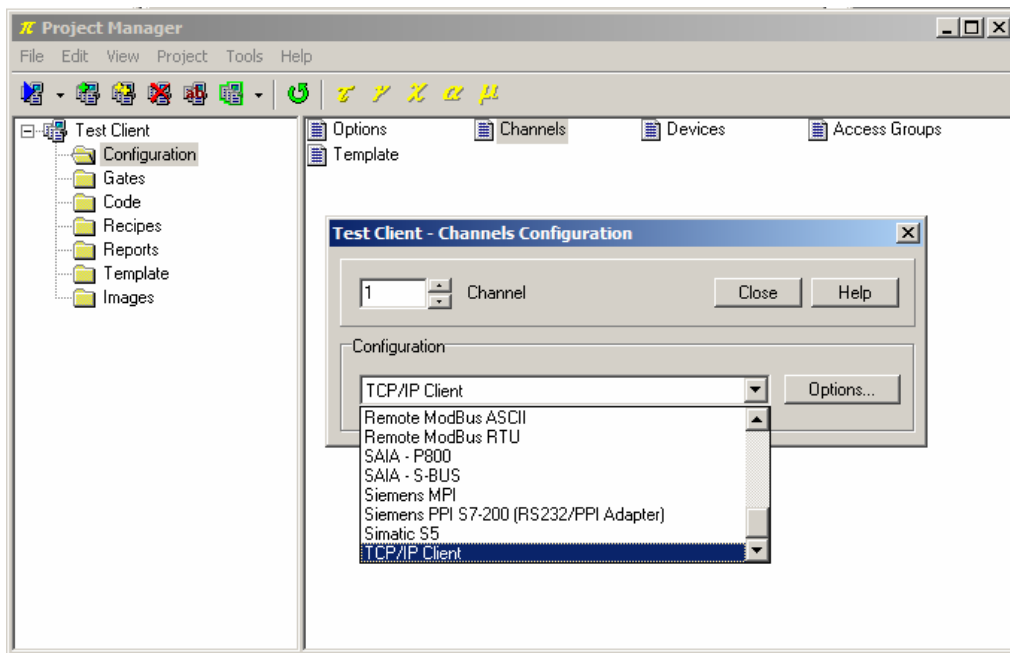 π Project Manager
File Edit View Project Tools Help
τ γ χ α μ
Test Client
Configuration
Gates
Code
Recipes
Reports
Template
Images
Options Channels Devices Access Groups
Template
Test Client - Channels Configuration
1 Channel Close Help
Configuration
TCP/IP Client Options...
Remote ModBus ASCII
Remote ModBus RTU
SAIA - P800
SAIA - S-BUS
Siemens MPI
Siemens PPI S7-200 (RS232/PPI Adapter)
Simatic S5
TCP/IP Client